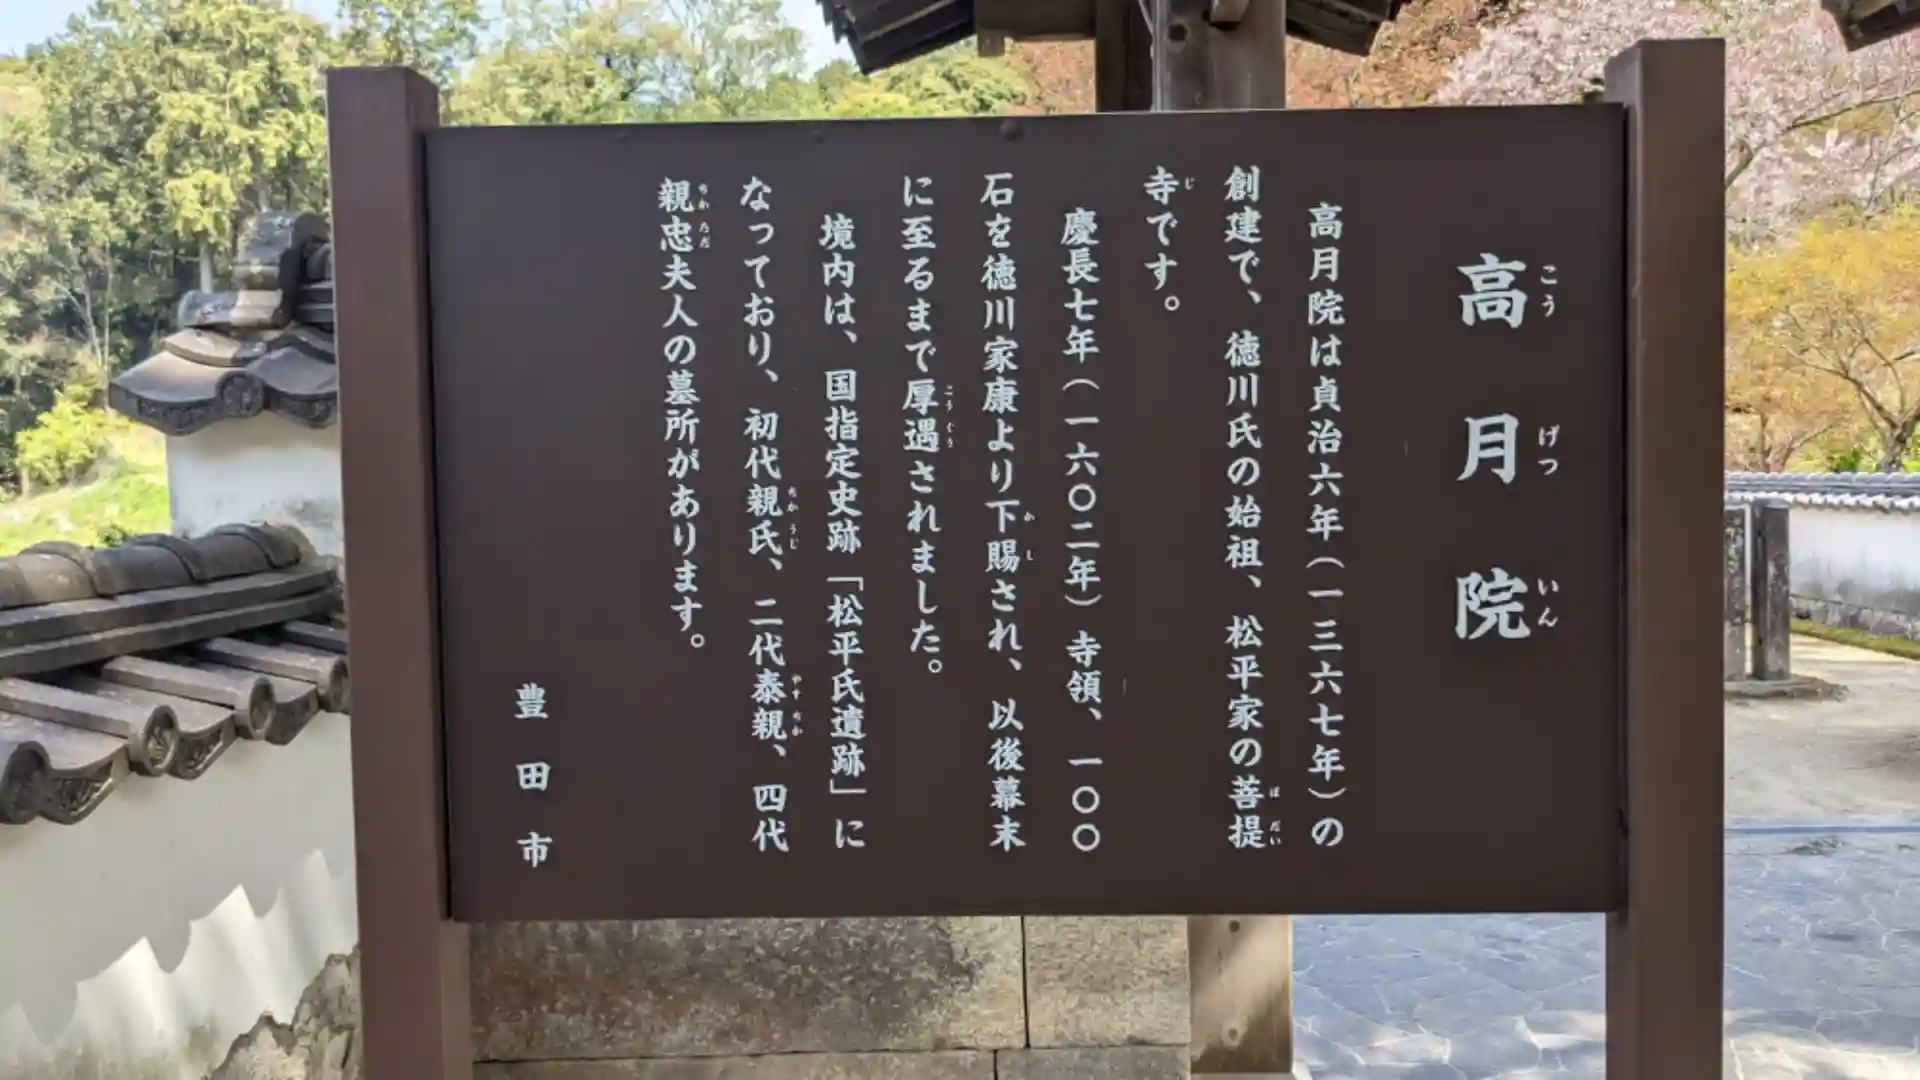 高月院
こうげついん
高月院は貞治六年(一三六七年)の
創建で、徳川氏の始祖、松平家の菩提
寺です。
慶長七年(一六〇二年)寺領、一〇〇
石を徳川家康より下賜され、以後幕末
に至るまで厚遇されました。
境内は、国指定史跡「松平氏遺跡」に
なっており、初代親氏、二代泰親、四代
親忠夫人の墓所があります。
豊田市